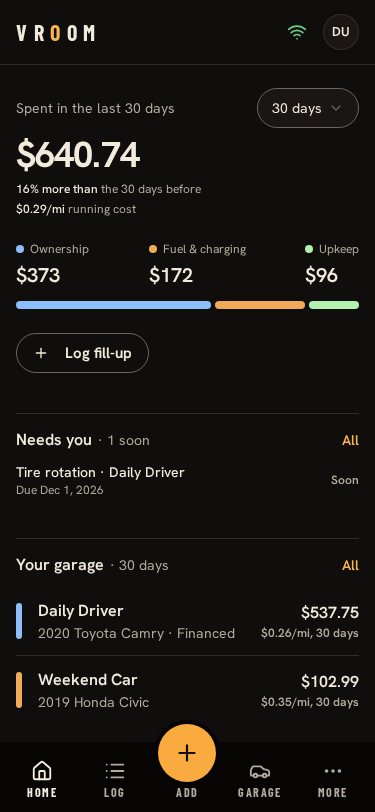 VROOM
DU
Spent in the last 30 days
30 days
$640.74
16% more than the 30 days before
$0.29/mi running cost
Ownership
Fuel & charging
Upkeep
$373
$172
$96
+ Log fill-up
Needs you · 1 soon
All
Tire rotation · Daily Driver
Due Dec 1, 2026
Soon
Your garage · 30 days
All
Daily Driver
$537.75
2020 Toyota Camry · Financed
$0.26/mi, 30 days
Weekend Car
$102.99
2019 Honda Civic
$0.35/mi, 30 days
HOME
LOG
ADD
GARAGE
MORE